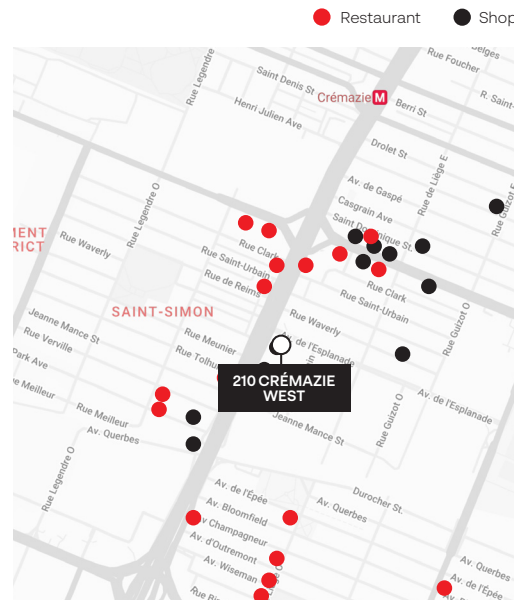 Restaurant
Shop
Rue Foucher
Belges
Rue Legendre
Saint Denis St
Crémazie M
R. Saint-
Berri St
Henri Julien Ave
Drolet St
Rue de Liège E
Av. de Gaspé
Rue Legendre O
Casgrain Ave
Rue Guizot E
Saint Dominique St.
MENT
RICT
Rue Waverly
Rue Clark
Rue Saint-Urbain
Rue de Reims
Rue Clark
Rue Saint-Urbain
SAINT-SIMON
Jeanne Mance St
Rue Waverly
Rue Guizot O
Rue Verville
Rue Meunier
Av. de l'Esplanade
Park Ave
Rue Tolhu
210 CRÉMAZIE
WEST
e Meilleur
Rue Meilleur
Av. de l'Esplanade
Rue Guizot O
Jeanne Mance St
Av. Querbes
Rue Legendre O
Av. de l'Épée
Durocher St.
Av. Bloomfield
Av. Querbes
Av Champagneur
Av. d'Outremont
Av. Wiseman
Av. Querbes
Av. de l'Épée